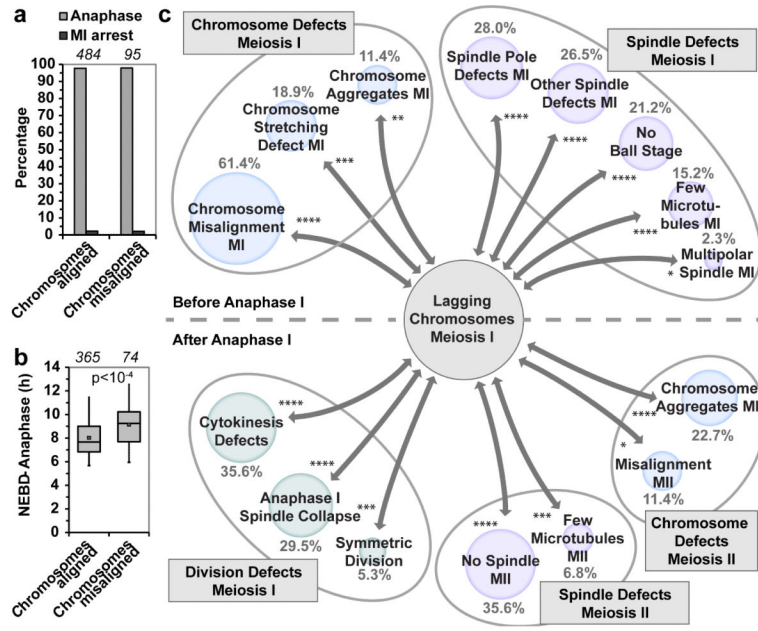 a
Anaphase
MI arrest
484 95
Percentage
100
90
80
70
60
50
40
30
20
10
0
Chromosomes
aligned
Chromosomes
misaligned
b
365 74
p<10-4
NEBD- Anaphase (h)
14
12
10
8
6
4
2
0
Chromosomes
aligned
Chromosomes
misaligned
c
Chromosome Defects
Meiosis I
11.4%
Chromosome
Aggregates MI
**
18.9%
Chromosome
Stretching
Defect MI
***
61.4%
Chromosome
Misalignment
MI
****
28.0%
Spindle Pole
Defects MI
****
26.5%
Other Spindle
Defects MI
****
Spindle Defects
Meiosis I
21.2%
No
Ball Stage
****
15.2%
Few
Microtu-
bules MI
****
2.3%
Multipolar
* Spindle MI
Before Anaphase I
Lagging
Chromosomes
Meiosis I
After Anaphase I
Cytokinesis
Defects
35.6%
****
Anaphase I
Spindle Collapse
29.5%
****
Symmetric
Division
5.3%
***
Division Defects
Meiosis I
****
No Spindle
MII
35.6%
***
Few
Microtubules
MII
6.8%
Spindle Defects
Meiosis II
Chromosome
Aggregates MI
****
22.7%
*
Misalignment
MII
11.4%
Chromosome
Defects
Meiosis II